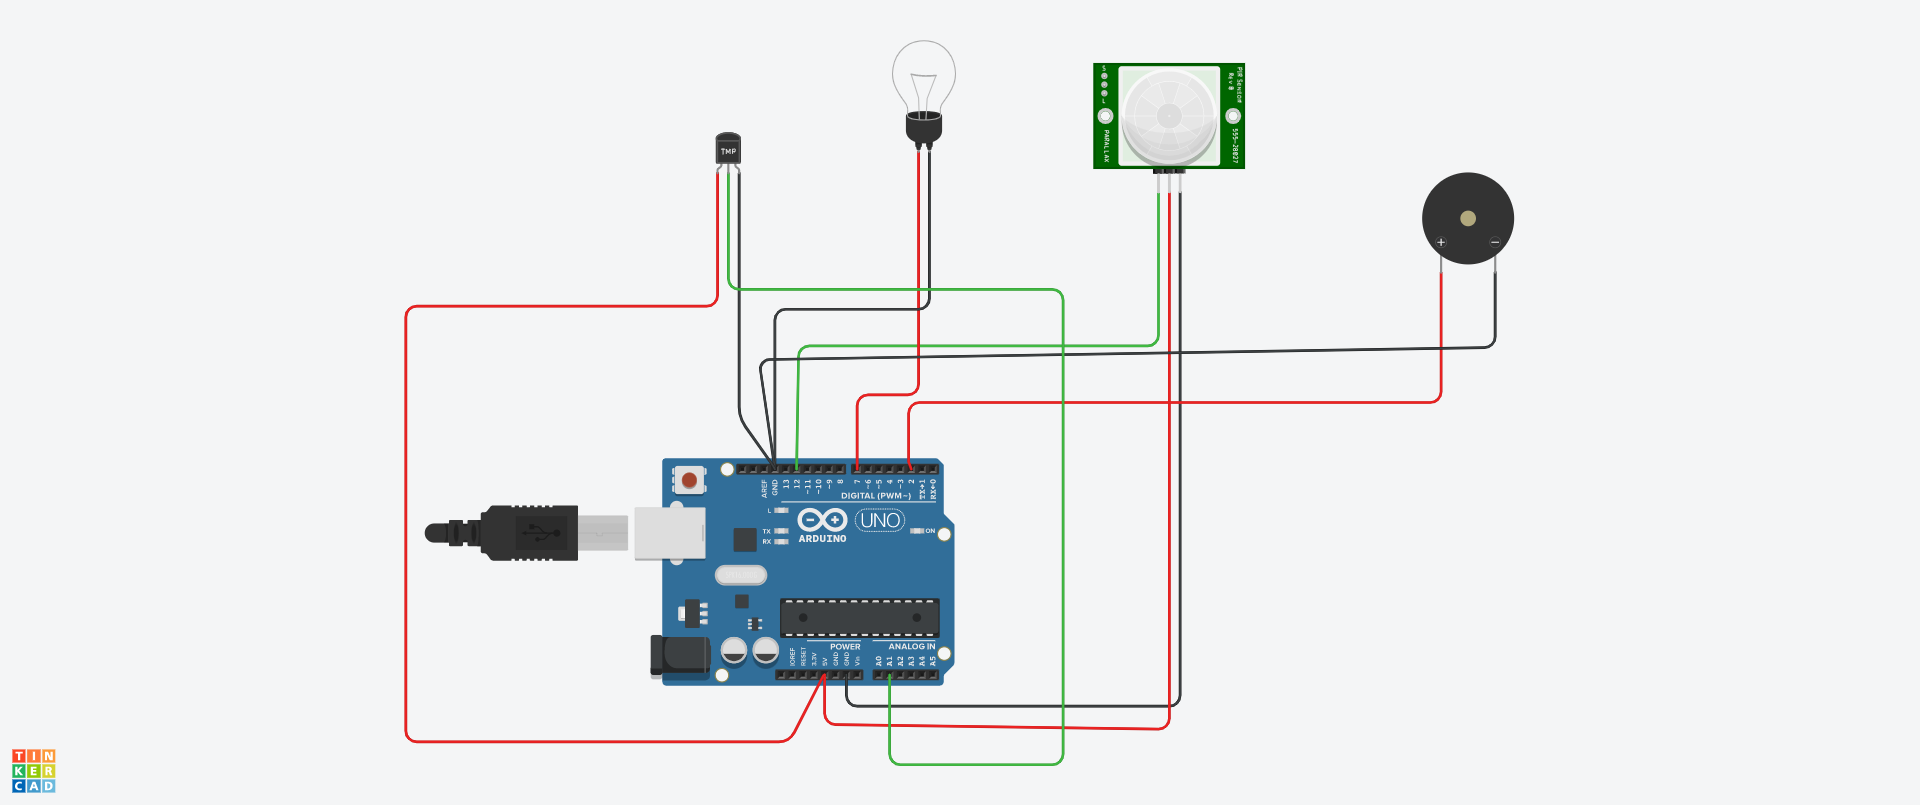 TMP
+
−
S
L
PIR Sensor
Rev B
PARALLAX
555-28027
AREF
GND
13
12
~11
~10
~9
8
7
~6
~5
4
~3
2
TX→1
RX←0
DIGITAL (PWM~)
L
TX
RX
UNO
ON
ARDUINO
POWER
ANALOG IN
IOREF
RESET
3.3V
5V
GND
GND
Vin
A0
A1
A2
A3
A4
A5
TIN
KER
CAD